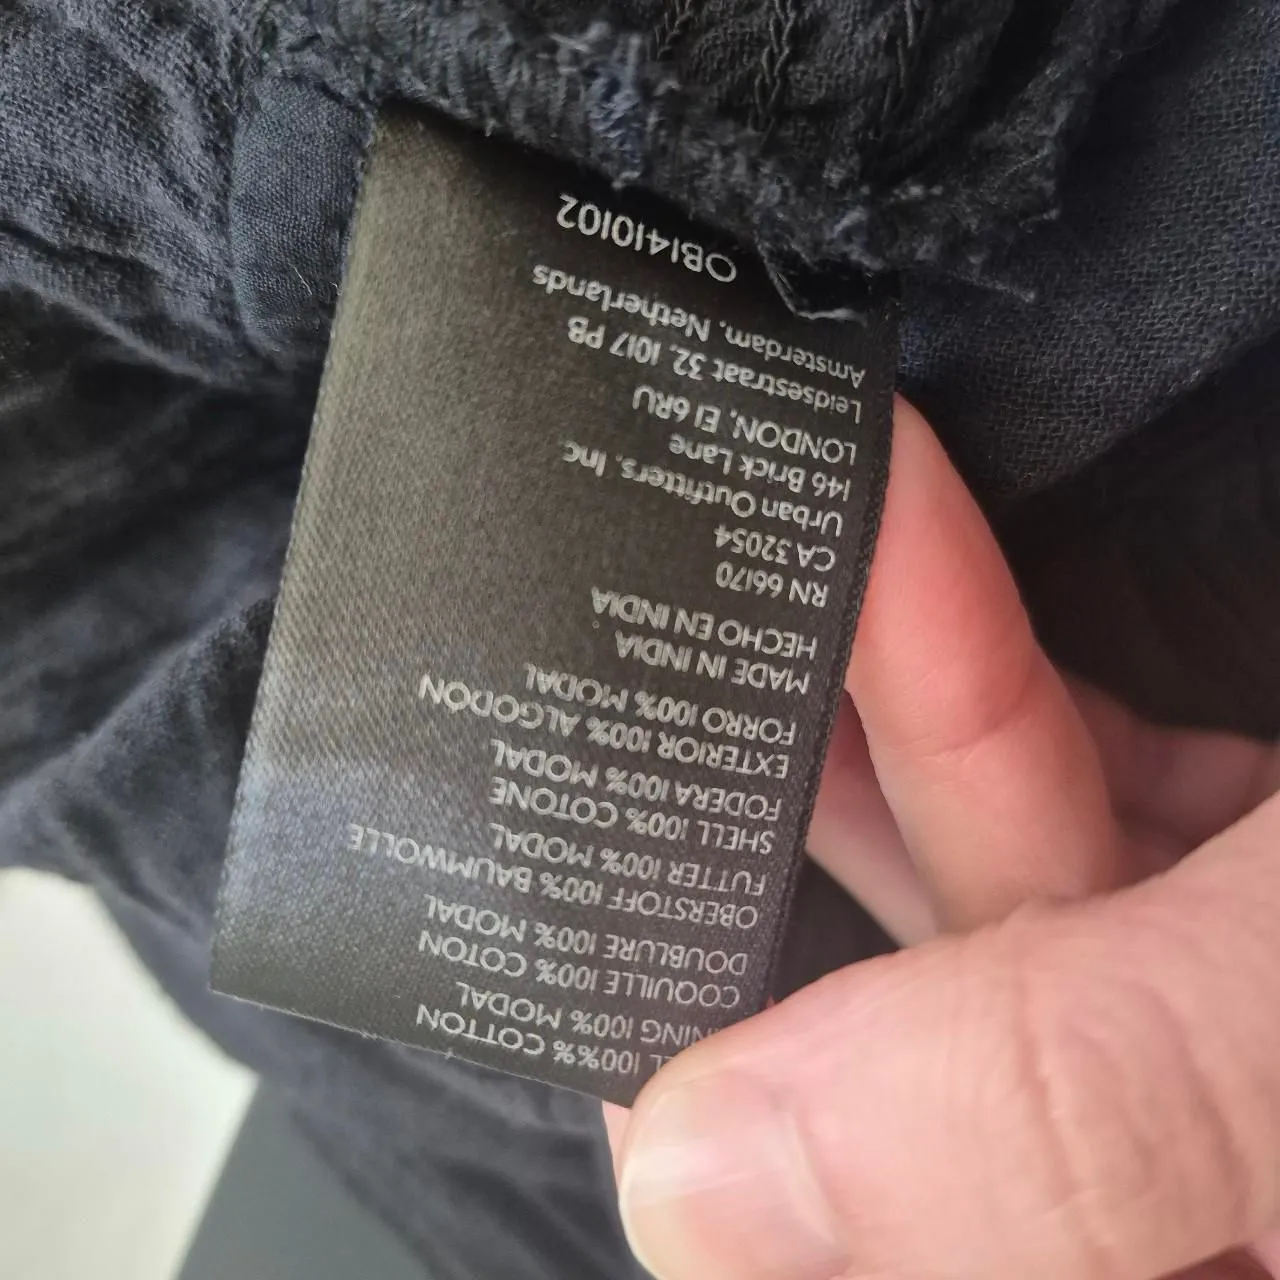 LL 100%% COTTON
NING 100% MODAL
COQUILLE 100% COTON
DOUBLURE 100% MODAL
OBERSTOFF 100% BAUMWOLLE
FUTTER 100% MODAL
SHELL 100% COTONE
FODERA 100% MODAL
EXTERIOR 100% ALGODON
FORRO 100% MODAL
MADE IN INDIA
HECHO EN INDIA
RN 66170
CA 32054
Urban Outfitters, Inc
146 Brick Lane
LONDON, E1 6RU
Leidsestraat 32, 1017 PB
Amsterdam, Netherlands
OB1410102